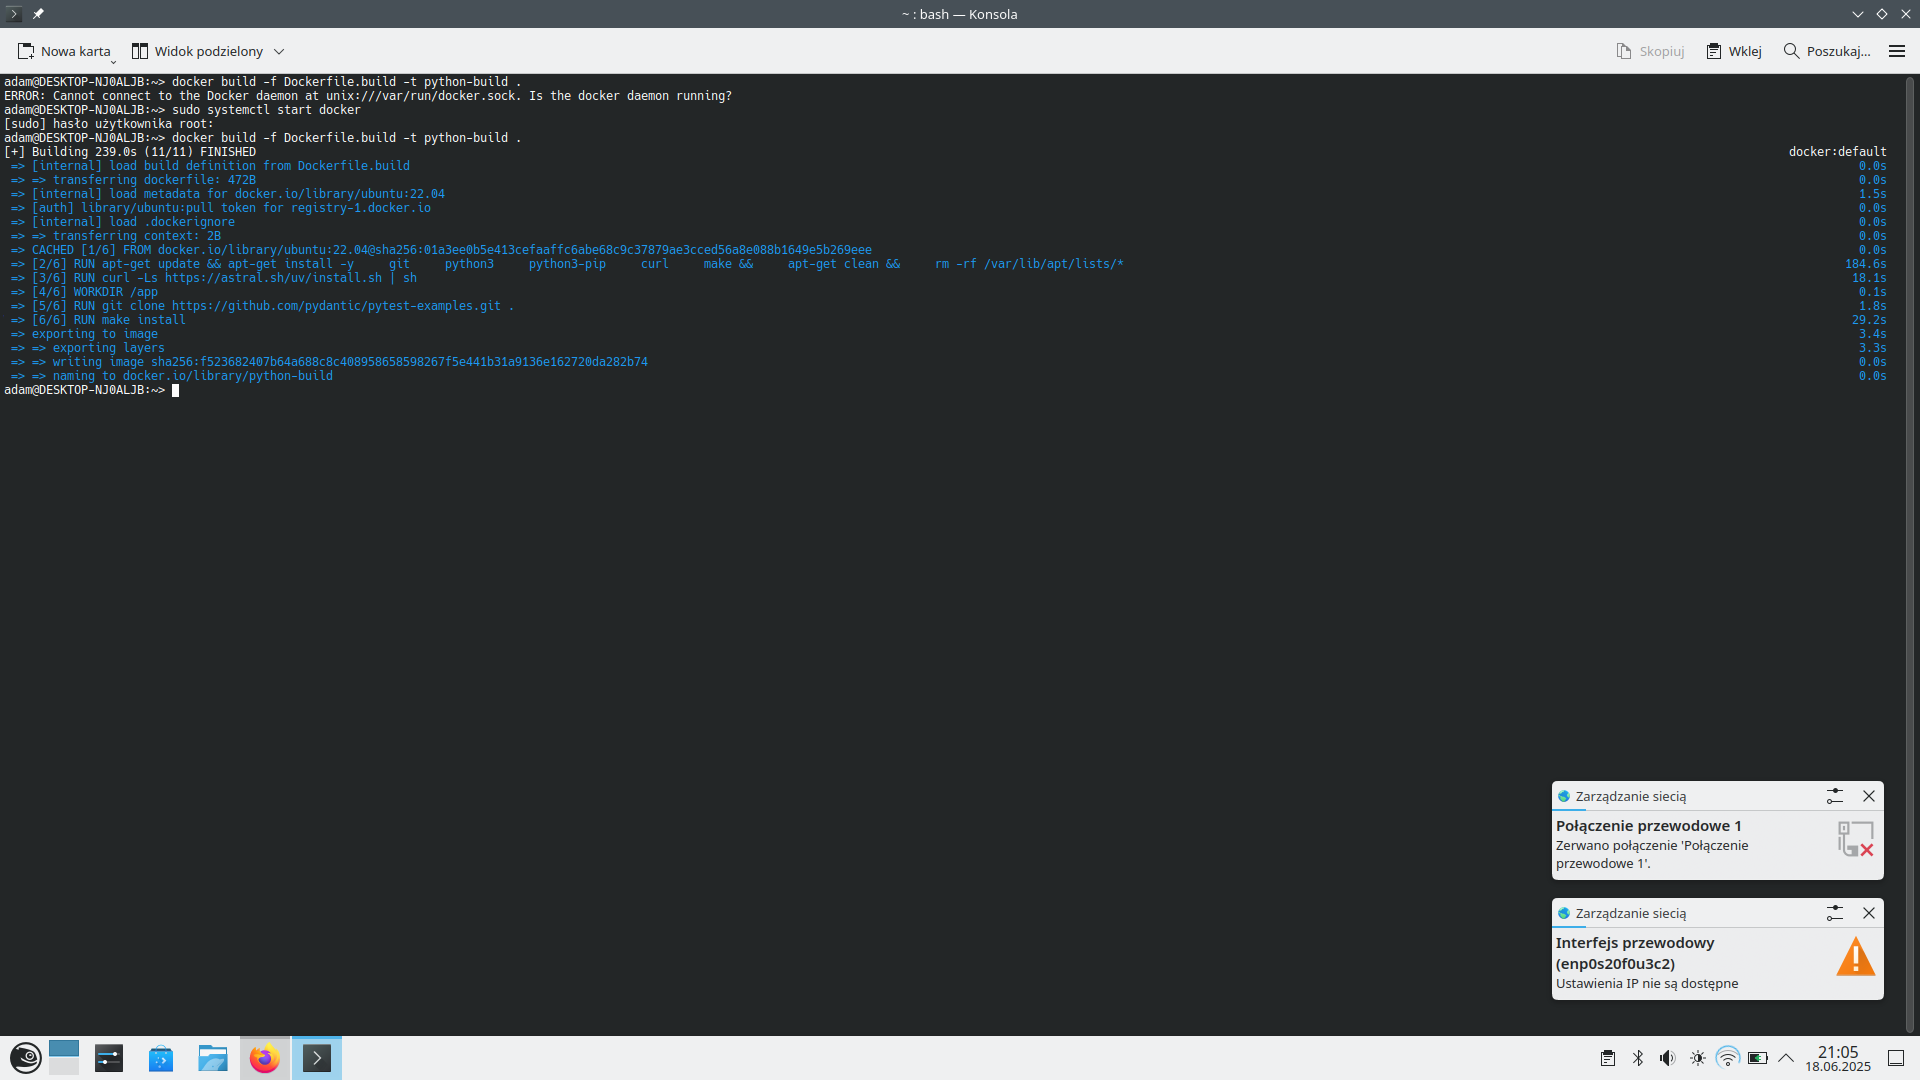 ~ : bash — Konsola
Nowa karta
Widok podzielony
Skopiuj
Wklej
Poszukaj...
adam@DESKTOP-NJ0ALJB:~> docker build -f Dockerfile.build -t python-build .
ERROR: Cannot connect to the Docker daemon at unix:///var/run/docker.sock. Is the docker daemon running?
adam@DESKTOP-NJ0ALJB:~> sudo systemctl start docker
[sudo] hasło użytkownika root:
adam@DESKTOP-NJ0ALJB:~> docker build -f Dockerfile.build -t python-build .
[+] Building 239.0s (11/11) FINISHED docker:default
=> [internal] load build definition from Dockerfile.build 0.0s
=> => transferring dockerfile: 472B 0.0s
=> [internal] load metadata for docker.io/library/ubuntu:22.04 1.5s
=> [auth] library/ubuntu:pull token for registry-1.docker.io 0.0s
=> [internal] load .dockerignore 0.0s
=> => transferring context: 2B 0.0s
=> CACHED [1/6] FROM docker.io/library/ubuntu:22.04@sha256:01a3ee0b5e413cefaaffc6abe68c9c37879ae3cced56a8e088b1649e5b269eee 0.0s
=> [2/6] RUN apt-get update && apt-get install -y     git     python3     python3-pip     curl     make &&     apt-get clean &&     rm -rf /var/lib/apt/lists/* 184.6s
=> [3/6] RUN curl -Ls https://astral.sh/uv/install.sh | sh 18.1s
=> [4/6] WORKDIR /app 0.1s
=> [5/6] RUN git clone https://github.com/pydantic/pytest-examples.git . 1.8s
=> [6/6] RUN make install 29.2s
=> exporting to image 3.4s
=> => exporting layers 3.3s
=> => writing image sha256:f523682407b64a688c8c408958658598267f5e441b31a9136e162720da282b74 0.0s
=> => naming to docker.io/library/python-build 0.0s
adam@DESKTOP-NJ0ALJB:~>
Zarządzanie siecią
Połączenie przewodowe 1
Zerwano połączenie 'Połączenie
przewodowe 1'.
Zarządzanie siecią
Interfejs przewodowy
(enp0s20f0u3c2)
Ustawienia IP nie są dostępne
21:05
18.06.2025